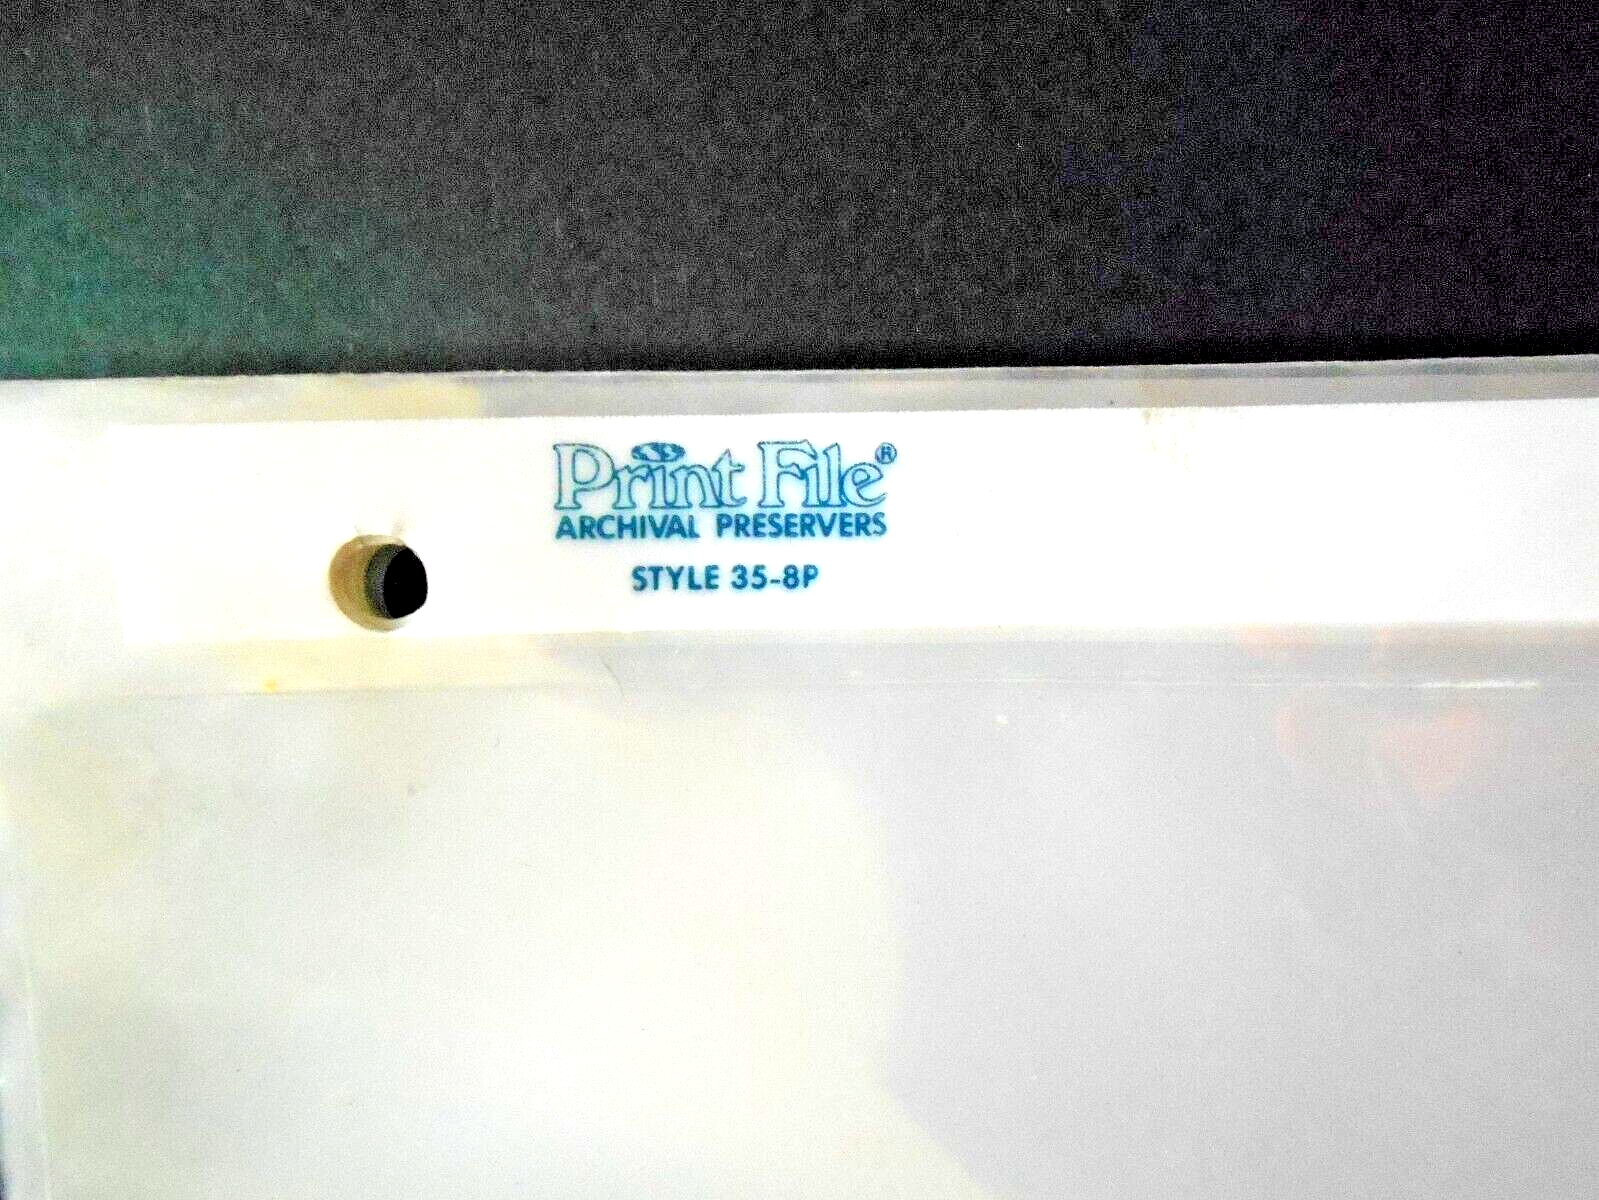 Print File®
ARCHIVAL PRESERVERS
STYLE 35-8P